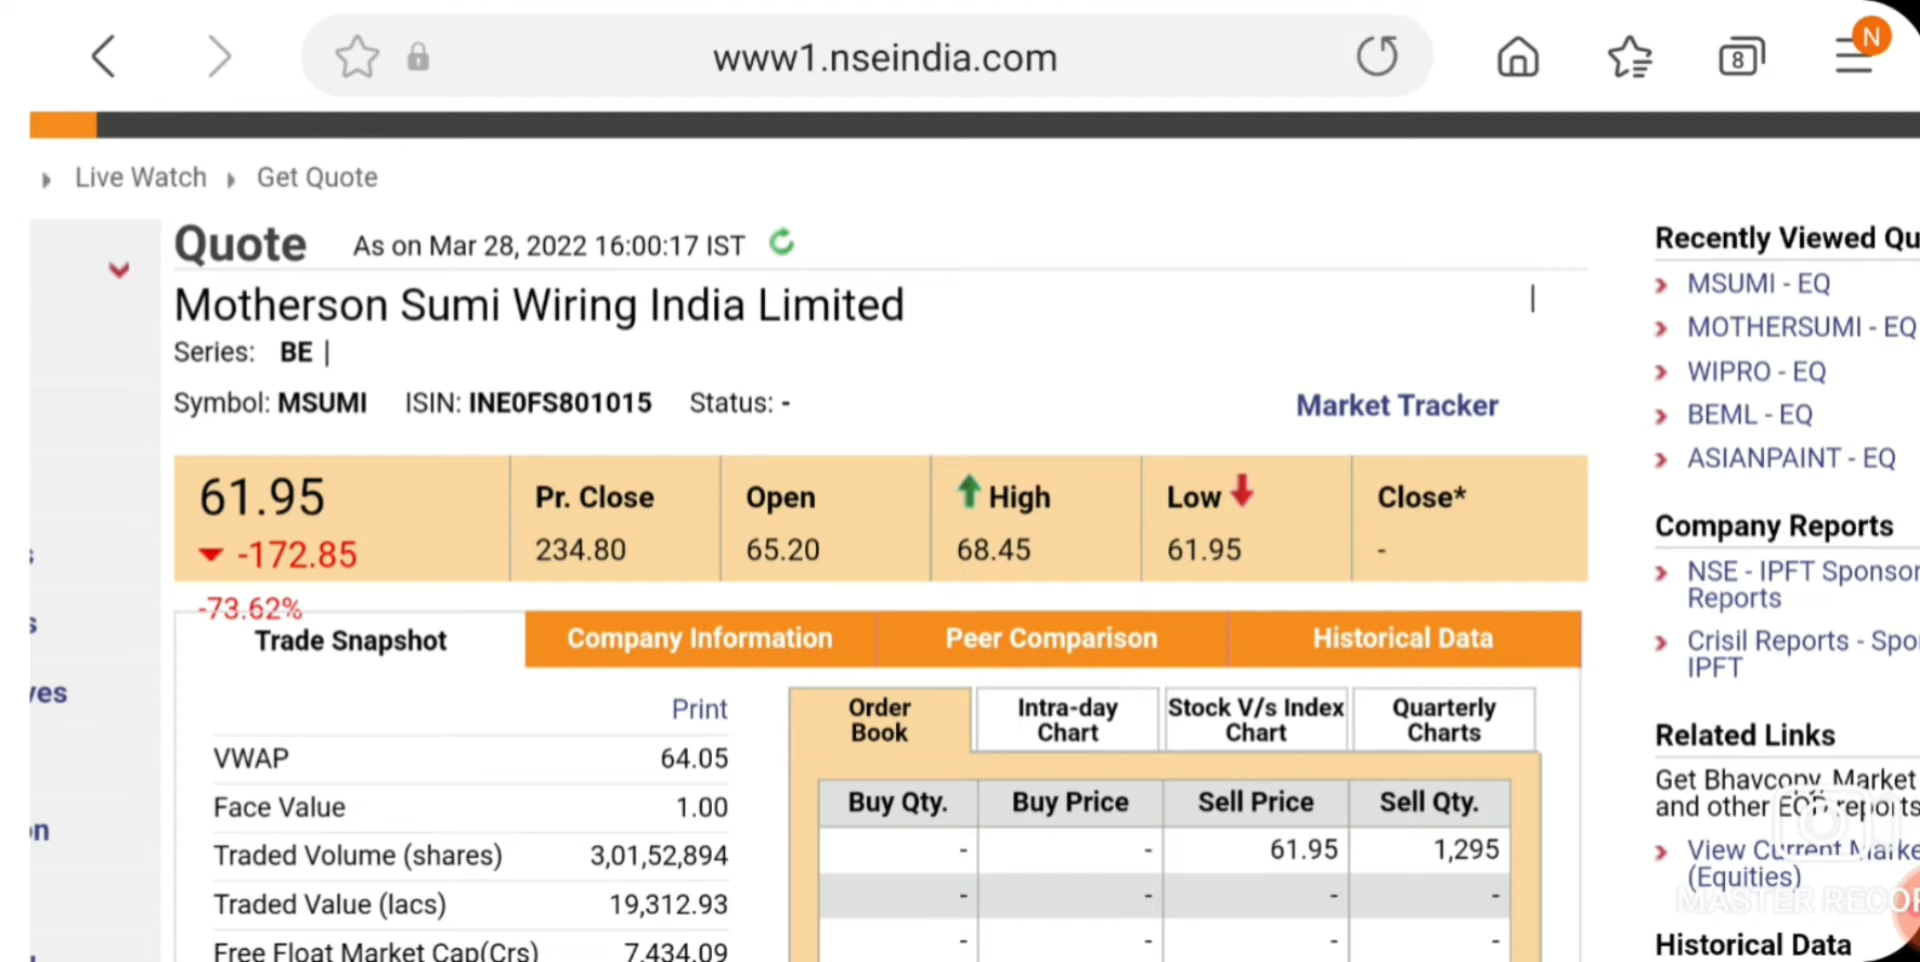 www1.nseindia.com
8
N
Live Watch Get Quote
Quote As on Mar 28, 2022 16:00:17 IST
Motherson Sumi Wiring India Limited |
Series: BE |
Symbol: MSUMI ISIN: INE0FS801015 Status: -
Market Tracker
61.95 Pr. Close Open High Low Close*
-172.85 234.80 65.20 68.45 61.95 -
-73.62%
Trade Snapshot Company Information Peer Comparison Historical Data
Print
VWAP 64.05
Face Value 1.00
Traded Volume (shares) 3,01,52,894
Traded Value (lacs) 19,312.93
Free Float Market Cap(Crs) 7,434.09
Order Book Intra-day Chart Stock V/s Index Chart Quarterly Charts
Buy Qty. Buy Price Sell Price Sell Qty.
- - 61.95 1,295
- - - -
- - - -
Recently Viewed Qu
MSUMI - EQ
MOTHERSUMI - EQ
WIPRO - EQ
BEML - EQ
ASIANPAINT - EQ
Company Reports
NSE - IPFT Sponsor
Reports
Crisil Reports - Spo
IPFT
Related Links
Get Bhavcopy, Market
and other EOD reports
View Current Marke
(Equities)
MASTER RECOR
Historical Data